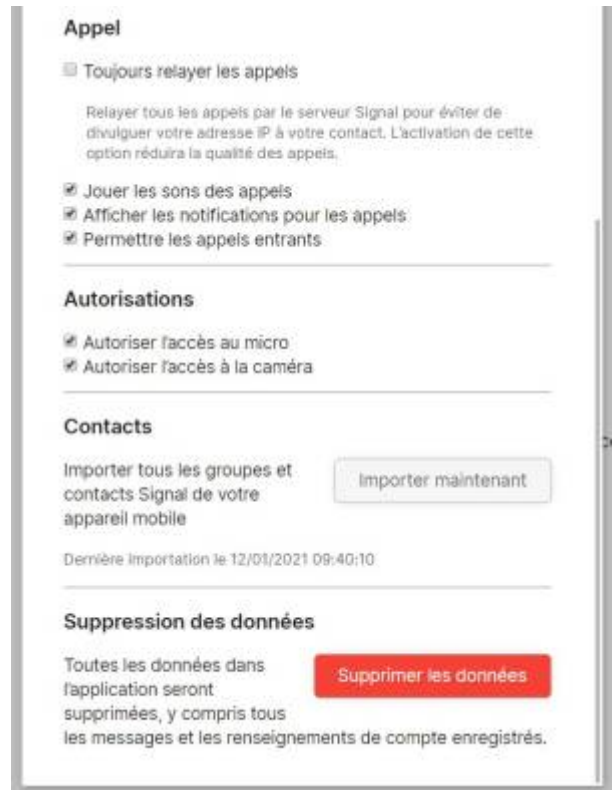 Appel
Toujours relayer les appels
Relayer tous les appels par le serveur Signal pour éviter de
divulguer votre adresse IP à votre contact. L'activation de cette
option réduira la qualité des appels.
Jouer les sons des appels
Afficher les notifications pour les appels
Permettre les appels entrants
Autorisations
Autoriser l'accès au micro
Autoriser l'accès à la caméra
Contacts
Importer tous les groupes et
contacts Signal de votre
appareil mobile
Importer maintenant
Dernière importation le 12/01/2021 09:40:10
Suppression des données
Toutes les données dans
l'application seront
supprimées, y compris tous
les messages et les renseignements de compte enregistrés.
Supprimer les données